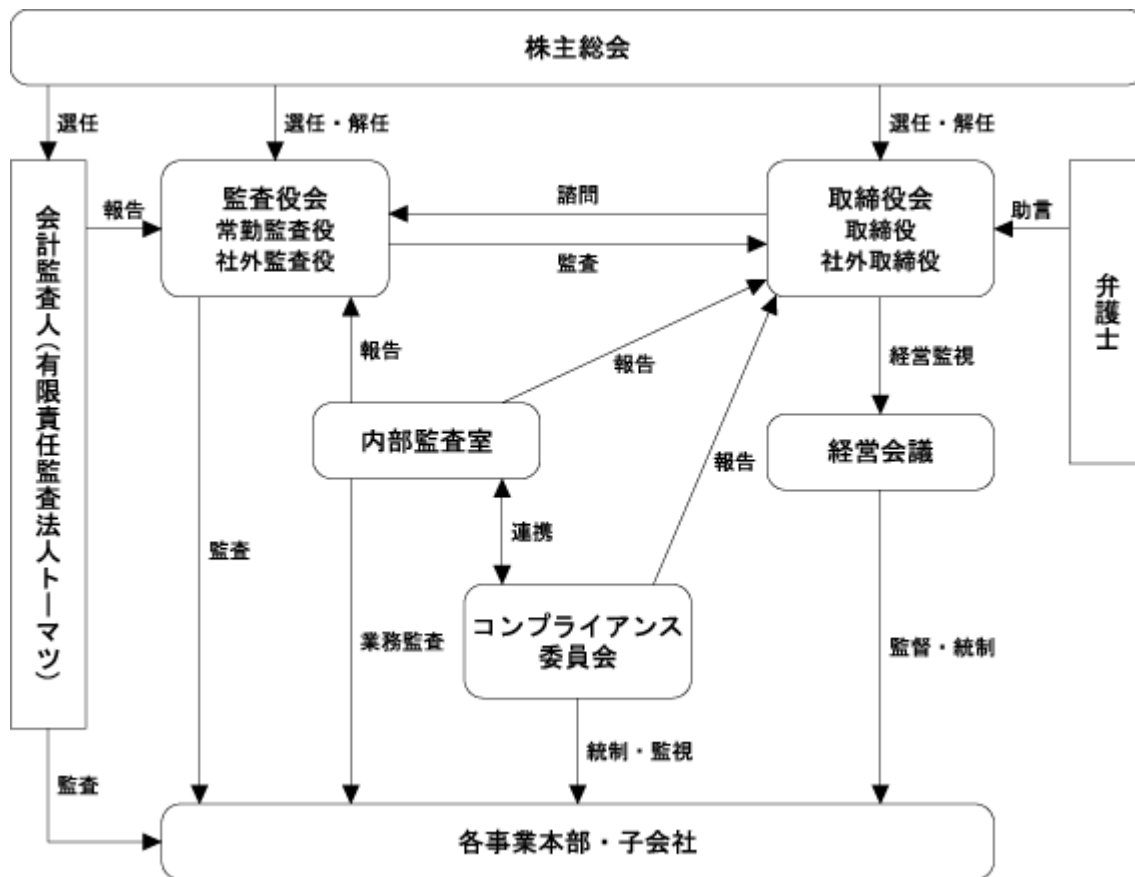 株主総会
選任
選任・解任
選任・解任
会計監査人(有限責任監査法人トーマツ)
報告
監査役会
常勤監査役
社外監査役
諮問
監査
取締役会
取締役
社外取締役
助言
弁護士
報告
報告
経営監視
内部監査室
報告
経営会議
連携
監査
業務監査
コンプライアンス
委員会
監督・統制
統制・監視
監査
各事業本部・子会社